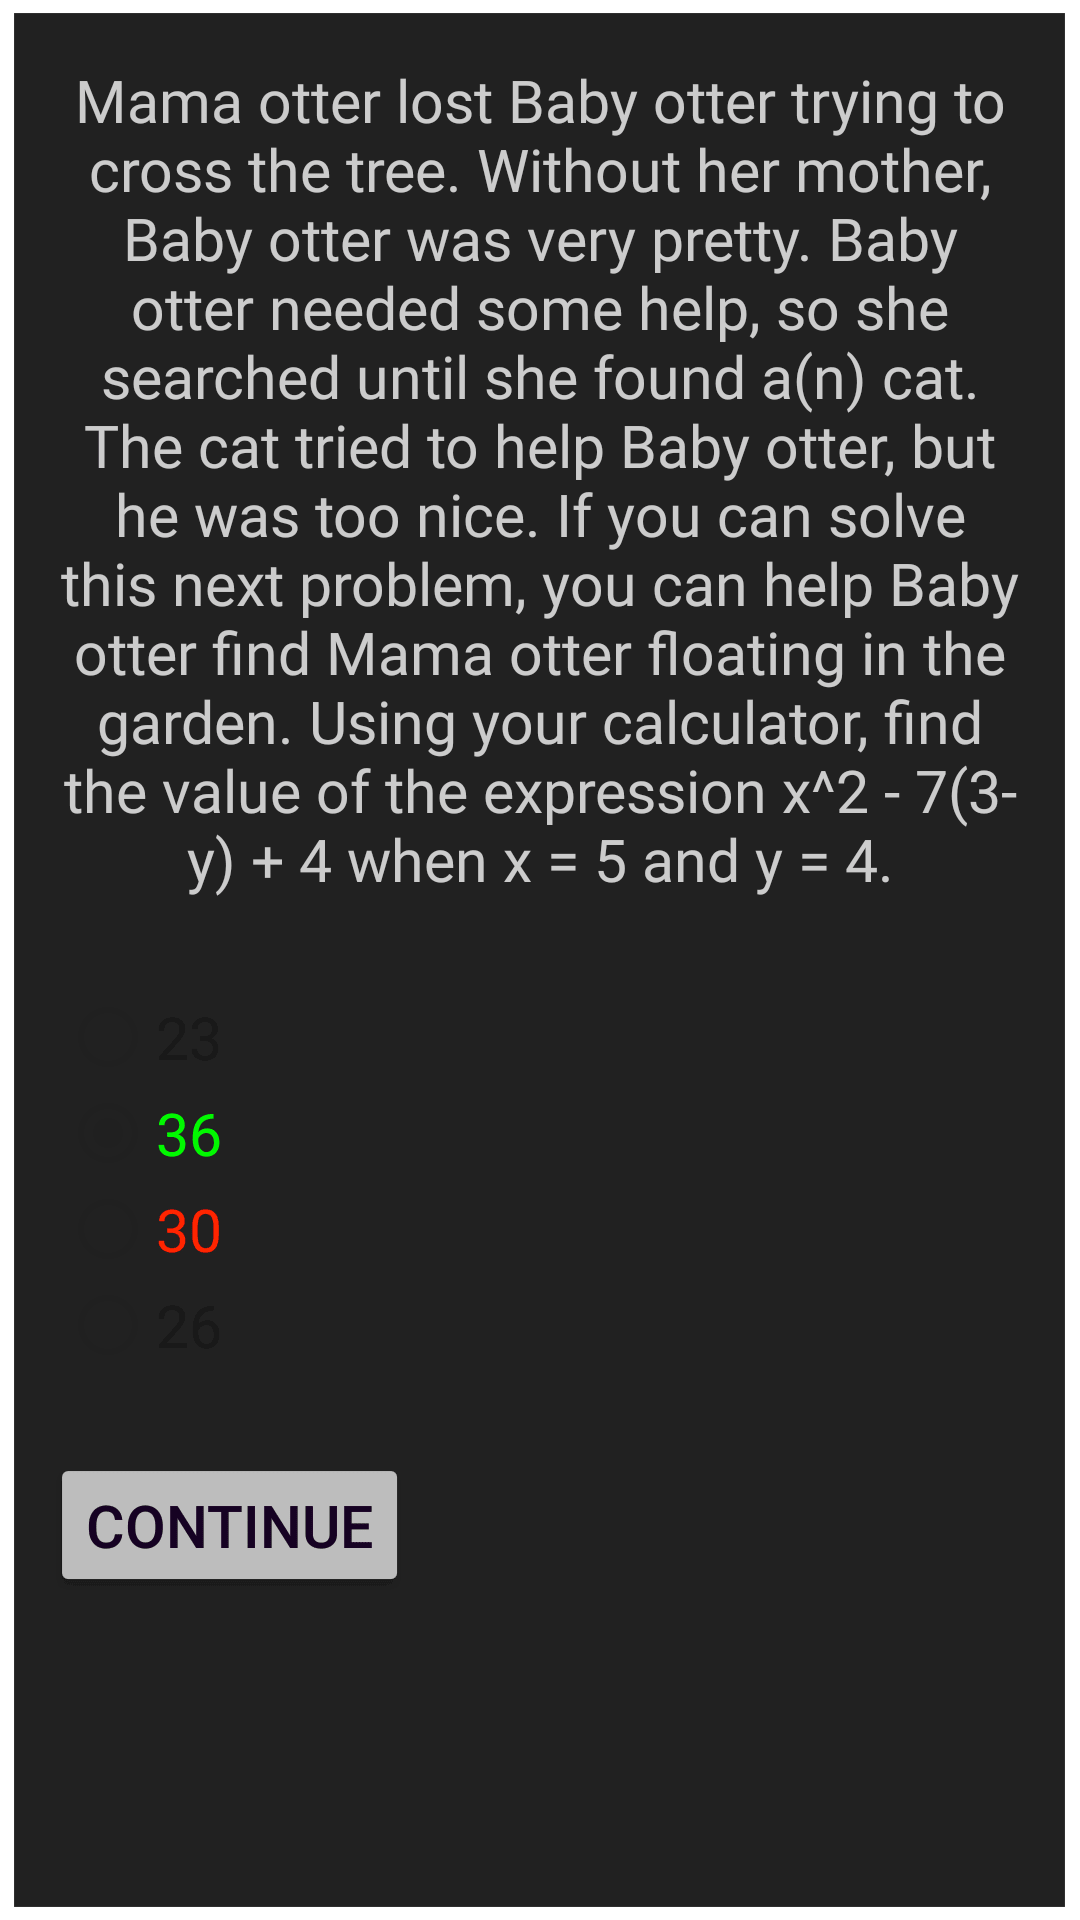 Mama otter lost Baby otter trying to
cross the tree. Without her mother,
Baby otter was very pretty. Baby
otter needed some help, so she
searched until she found a(n) cat.
The cat tried to help Baby otter, but
he was too nice. If you can solve
this next problem, you can help Baby
otter find Mama otter floating in the
garden. Using your calculator, find
the value of the expression x^2 - 7(3-
y) + 4 when x = 5 and y = 4.
23
36
30
26
CONTINUE